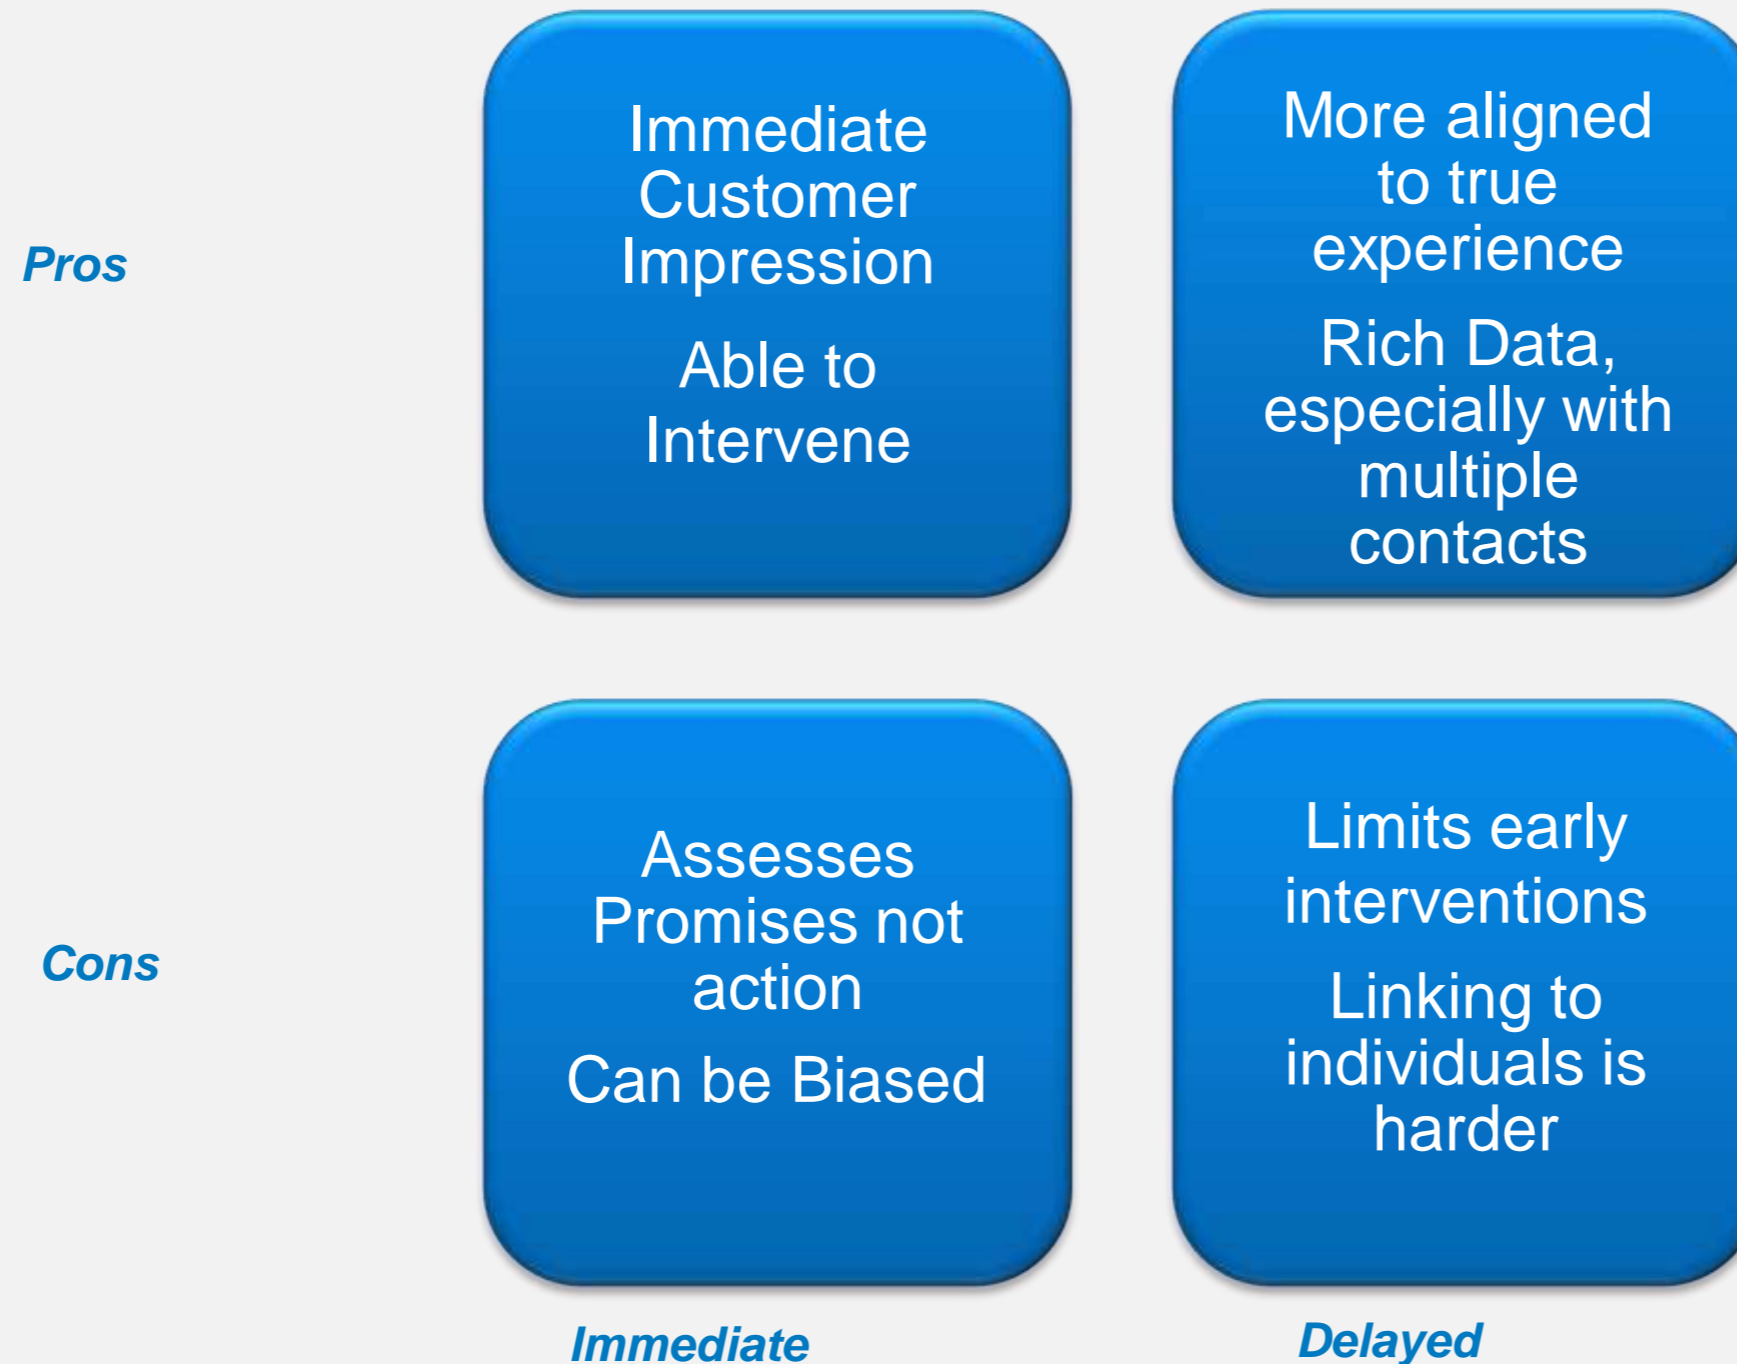 Pros
Immediate
Customer
Impression
Able to
Intervene
More aligned
to true
experience
Rich Data,
especially with
multiple
contacts
Cons
Assesses
Promises not
action
Can be Biased
Limits early
interventions
Linking to
individuals is
harder
Immediate
Delayed